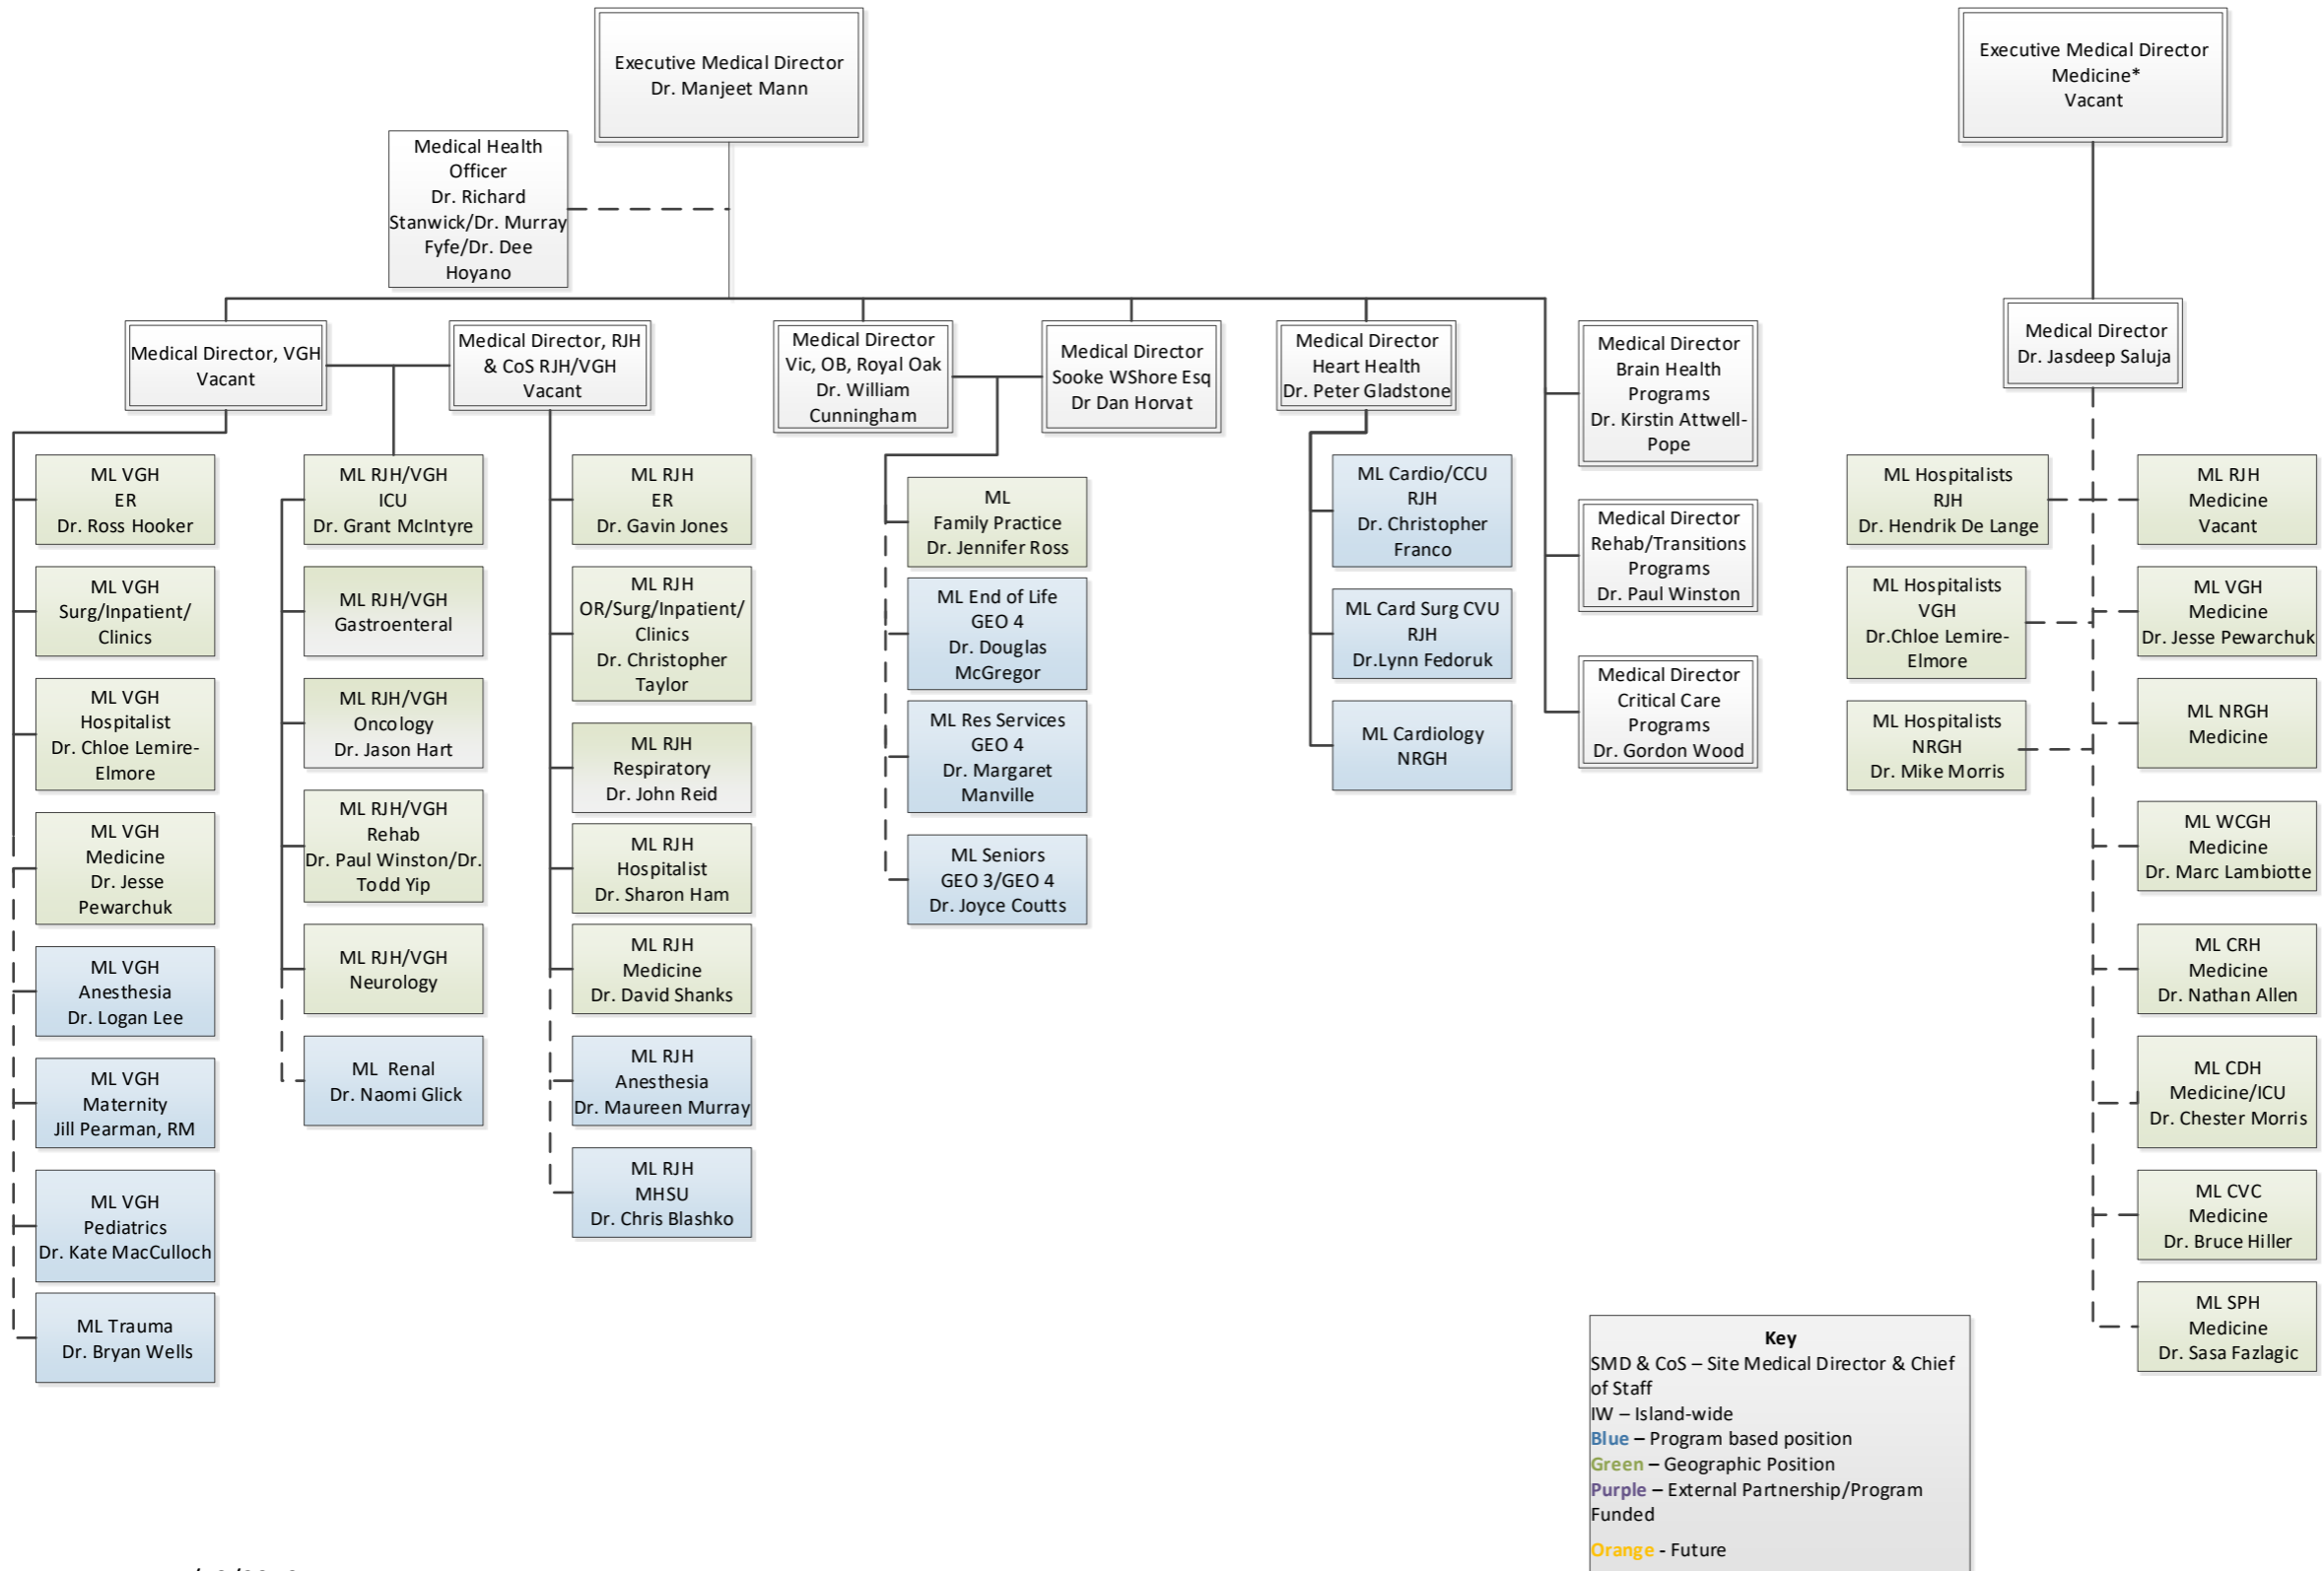 Executive Medical Director
Dr. Manjeet Mann
Executive Medical Director
Medicine*
Vacant
Medical Health
Officer
Dr. Richard
Stanwick/Dr. Murray
Fyfe/Dr. Dee
Hoyano
Medical Director, VGH
Vacant
Medical Director, RJH
& CoS RJH/VGH
Vacant
Medical Director
Vic, OB, Royal Oak
Dr. William
Cunningham
Medical Director
Sooke WShore Esq
Dr Dan Horvat
Medical Director
Heart Health
Dr. Peter Gladstone
Medical Director
Brain Health
Programs
Dr. Kirstin Attwell-
Pope
Medical Director
Rehab/Transitions
Programs
Dr. Paul Winston
Medical Director
Critical Care
Programs
Dr. Gordon Wood
Medical Director
Dr. Jasdeep Saluja
ML VGH
ER
Dr. Ross Hooker
ML VGH
Surg/Inpatient/
Clinics
ML VGH
Hospitalist
Dr. Chloe Lemire-
Elmore
ML VGH
Medicine
Dr. Jesse
Pewarchuk
ML VGH
Anesthesia
Dr. Logan Lee
ML VGH
Maternity
Jill Pearman, RM
ML VGH
Pediatrics
Dr. Kate MacCulloch
ML Trauma
Dr. Bryan Wells
ML RJH/VGH
ICU
Dr. Grant McIntyre
ML RJH/VGH
Gastroenteral
ML RJH/VGH
Oncology
Dr. Jason Hart
ML RJH/VGH
Rehab
Dr. Paul Winston/Dr.
Todd Yip
ML RJH/VGH
Neurology
ML Renal
Dr. Naomi Glick
ML RJH
ER
Dr. Gavin Jones
ML RJH
OR/Surg/Inpatient/
Clinics
Dr. Christopher
Taylor
ML RJH
Respiratory
Dr. John Reid
ML RJH
Hospitalist
Dr. Sharon Ham
ML RJH
Medicine
Dr. David Shanks
ML RJH
Anesthesia
Dr. Maureen Murray
ML RJH
MHSU
Dr. Chris Blashko
ML
Family Practice
Dr. Jennifer Ross
ML End of Life
GEO 4
Dr. Douglas
McGregor
ML Res Services
GEO 4
Dr. Margaret
Manville
ML Seniors
GEO 3/GEO 4
Dr. Joyce Coutts
ML Cardio/CCU
RJH
Dr. Christopher
Franco
ML Card Surg CVU
RJH
Dr.Lynn Fedoruk
ML Cardiology
NRGH
ML Hospitalists
RJH
Dr. Hendrik De Lange
ML Hospitalists
VGH
Dr.Chloe Lemire-
Elmore
ML Hospitalists
NRGH
Dr. Mike Morris
ML RJH
Medicine
Vacant
ML VGH
Medicine
Dr. Jesse Pewarchuk
ML NRGH
Medicine
ML WCGH
Medicine
Dr. Marc Lambiotte
ML CRH
Medicine
Dr. Nathan Allen
ML CDH
Medicine/ICU
Dr. Chester Morris
ML CVC
Medicine
Dr. Bruce Hiller
ML SPH
Medicine
Dr. Sasa Fazlagic
Key
SMD & CoS – Site Medical Director & Chief
of Staff
IW – Island-wide
Blue – Program based position
Green – Geographic Position
Purple – External Partnership/Program
Funded
Orange - Future